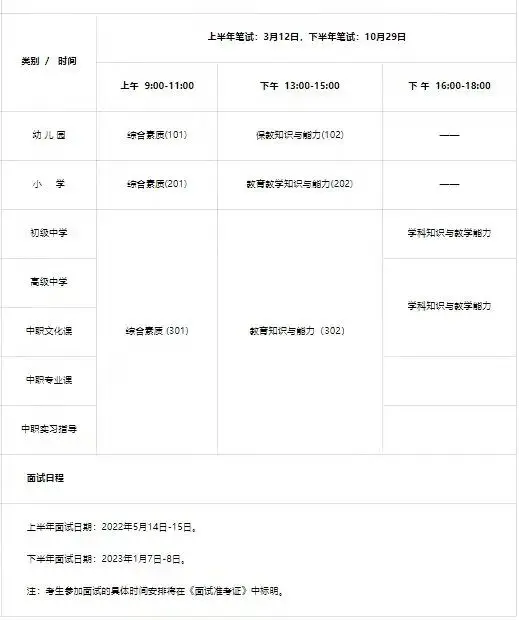 类别 / 时间
上半年笔试：3月12日，下半年笔试：10月29日
上午 9:00-11:00
下午 13:00-15:00
下 午 16:00-18:00
幼 儿 园
综合素质(101)
保教知识与能力(102)
——
小 学
综合素质(201)
教育教学知识与能力(202)
——
初级中学
学科知识与教学能力
高级中学
学科知识与教学能力
中职文化课
综合素质 (301)
教育知识与能力（302）
中职专业课
中职实习指导
面试日程
上半年面试日期：2022年5月14日-15日。
下半年面试日期：2023年1月7日-8日。
注：考生参加面试的具体时间安排将在《面试准考证》中标明。